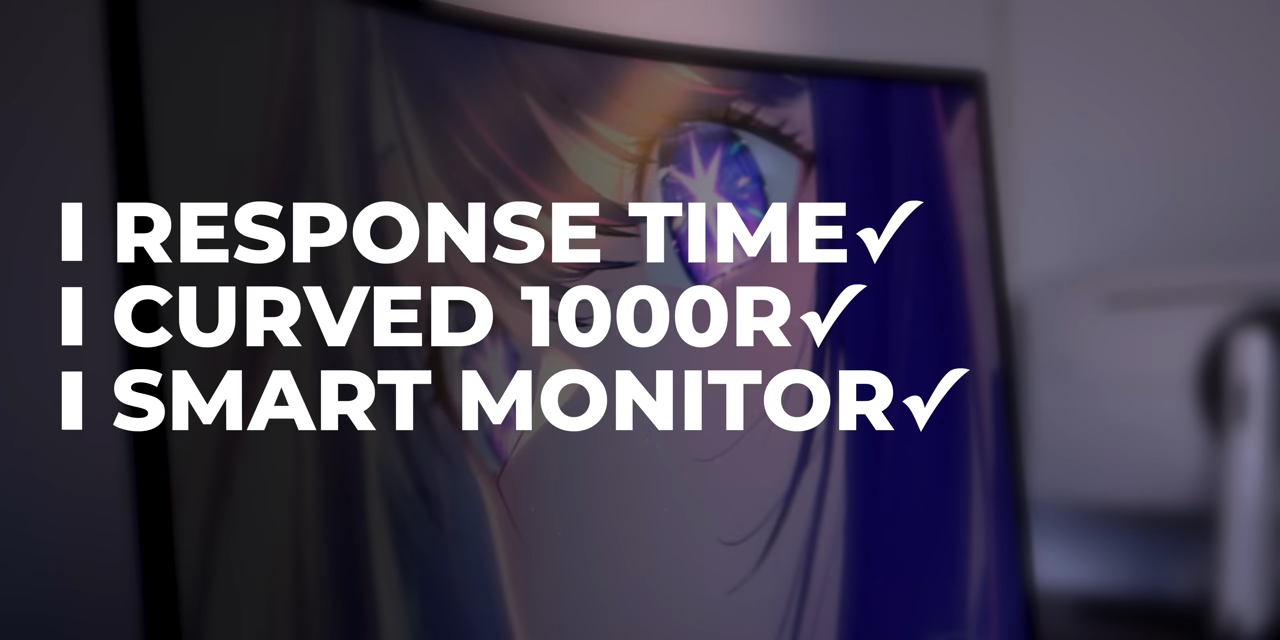 I RESPONSE TIME✓
I CURVED 1000R✓
I SMART MONITOR✓